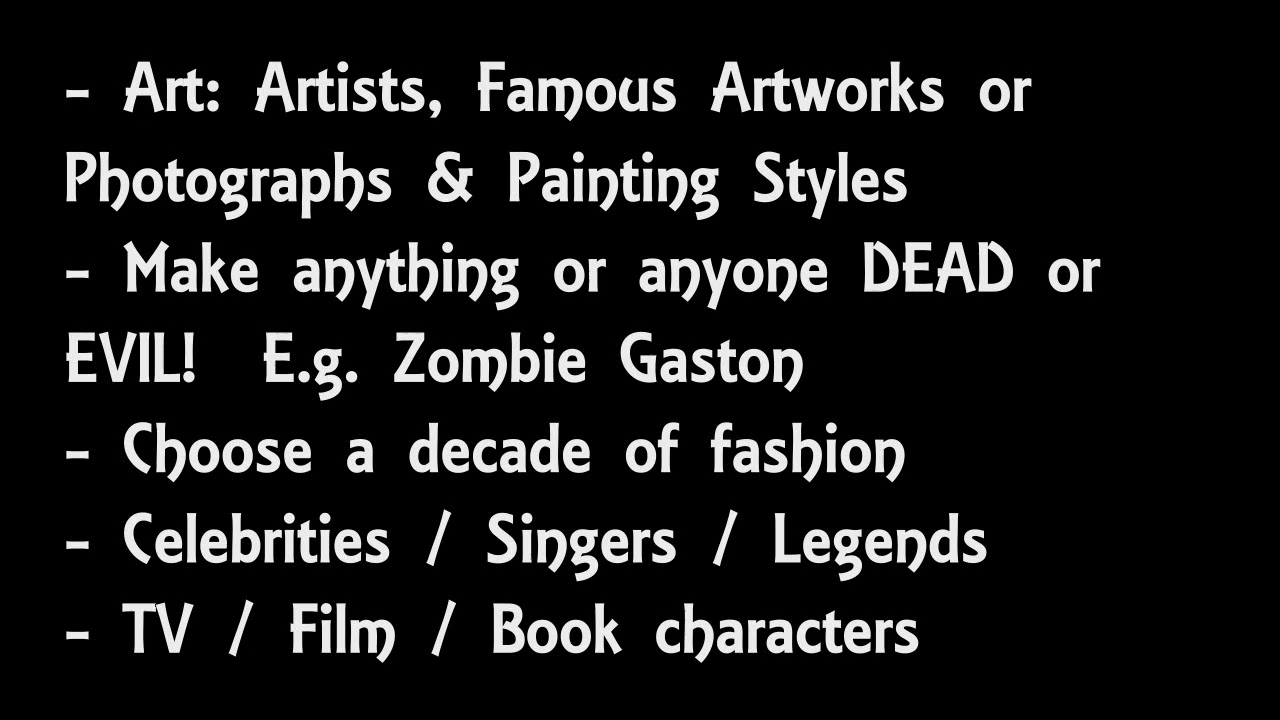 - Art: Artists, Famous Artworks or
Photographs & Painting Styles
- Make anything or anyone DEAD or
EVIL! E.g. Zombie Gaston
- Choose a decade of fashion
- Celebrities / Singers / Legends
- TV / Film / Book characters